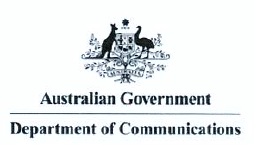 Australian Government
Department of Communications